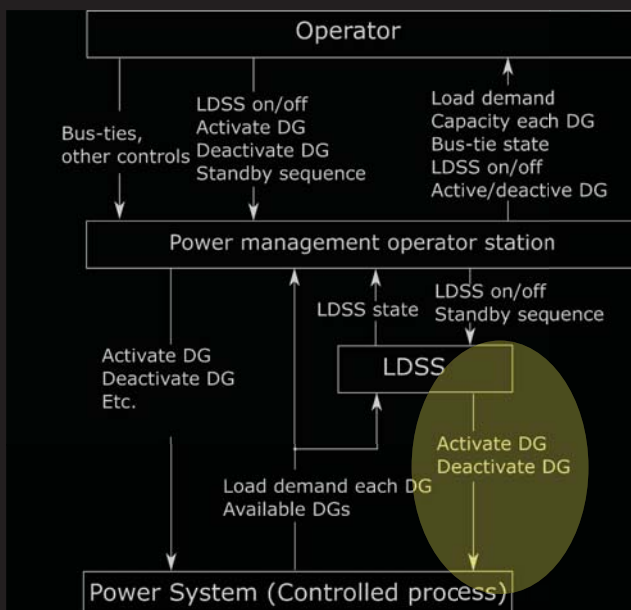 Operator
Bus-ties,
other controls
LDSS on/off
Activate DG
Deactivate DG
Standby sequence
Load demand
Capacity each DG
Bus-tie state
LDSS on/off
Active/deactive DG
Power management operator station
Activate DG
Deactivate DG
Etc.
LDSS state
LDSS on/off
Standby sequence
LDSS
Load demand each DG
Available DGs
Activate DG
Deactivate DG
Power System (Controlled process)